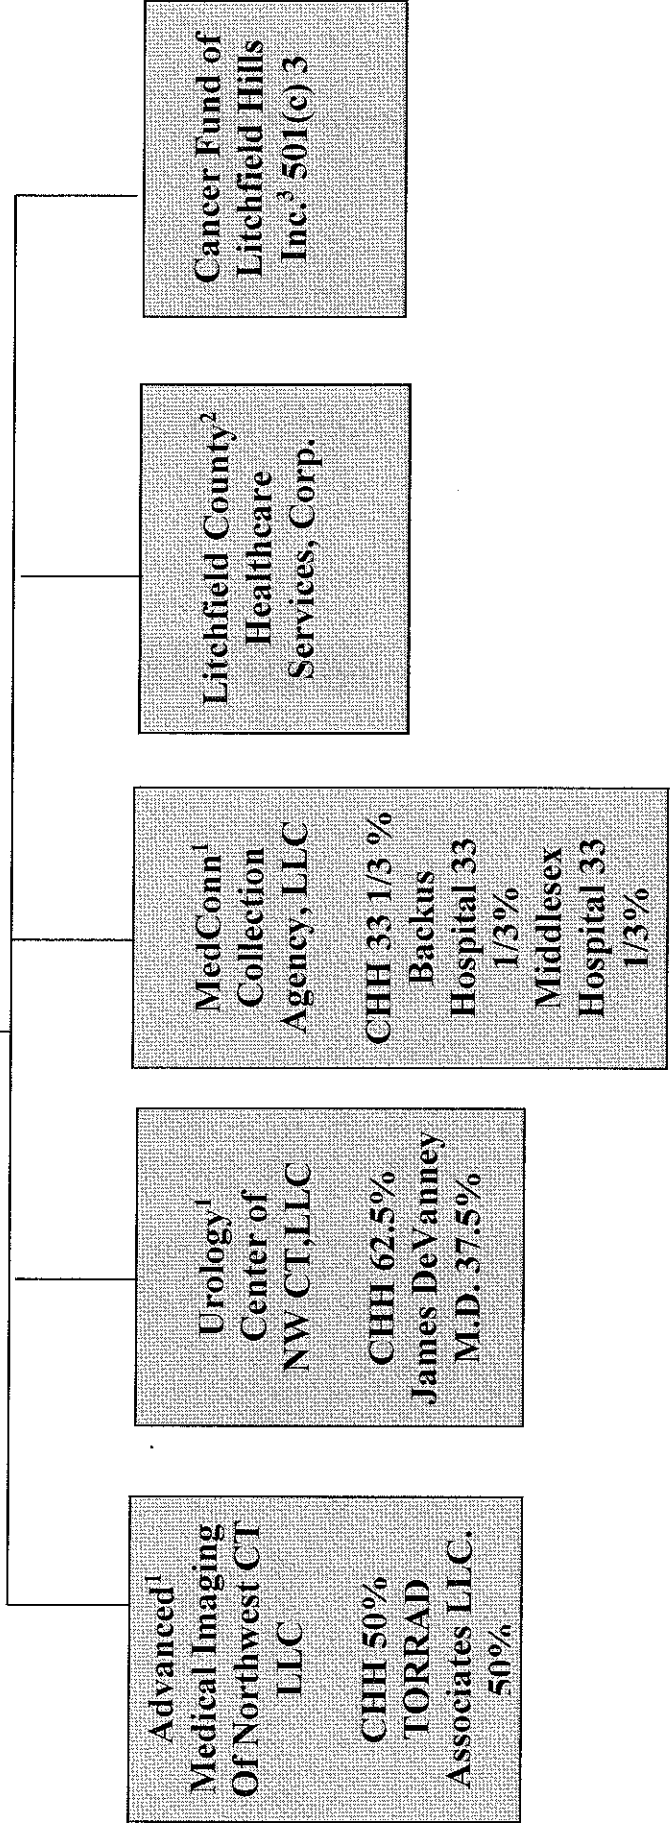 Advanced¹
Medical Imaging
Of Northwest CT
LLC
CHH 50%
TORRAD
Associates LLC.
50%
Urology¹
Center of
NW CT,LLC
CHH 62.5%
James DeVanney
M.D. 37.5%
MedConn¹
Collection
Agency, LLC
CHH 33 1/3 %
Backus
Hospital 33
1/3%
Middlesex
Hospital 33
1/3%
Litchfield County²
Healthcare
Services, Corp.
Cancer Fund of
Litchfield Hills
Inc.³ 501(c) 3